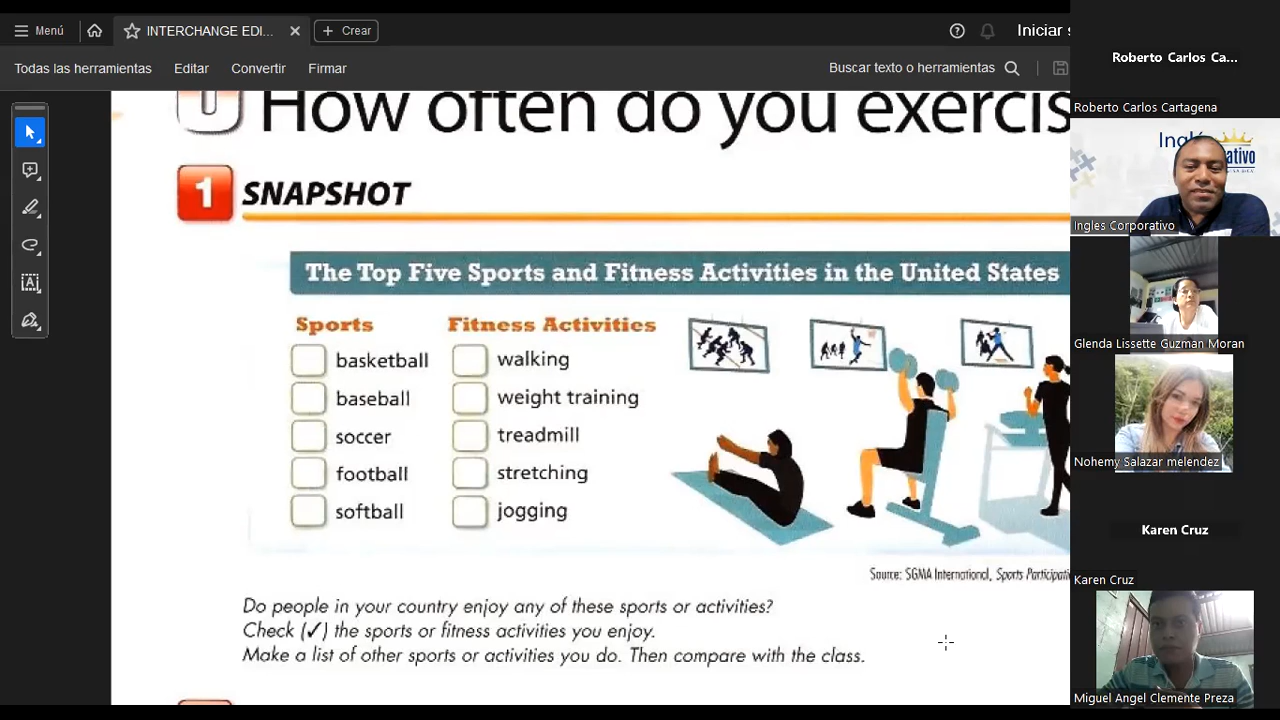 Menú
INTERCHANGE EDI...
Crear
Iniciar s
Todas las herramientas
Editar
Convertir
Firmar
Buscar texto o herramientas
How often do you exercis
1 SNAPSHOT
The Top Five Sports and Fitness Activities in the United States
Sports
Fitness Activities
basketball
walking
baseball
weight training
soccer
treadmill
football
stretching
softball
jogging
Source: SGMA International, Sports Participati
Do people in your country enjoy any of these sports or activities?
Check (✓) the sports or fitness activities you enjoy.
Make a list of other sports or activities you do. Then compare with the class.
Roberto Carlos Ca...
Roberto Carlos Cartagena
Ingles Corporativo
Glenda Lissette Guzman Moran
Nohemy Salazar melendez
Karen Cruz
Karen Cruz
Miguel Angel Clemente Preza